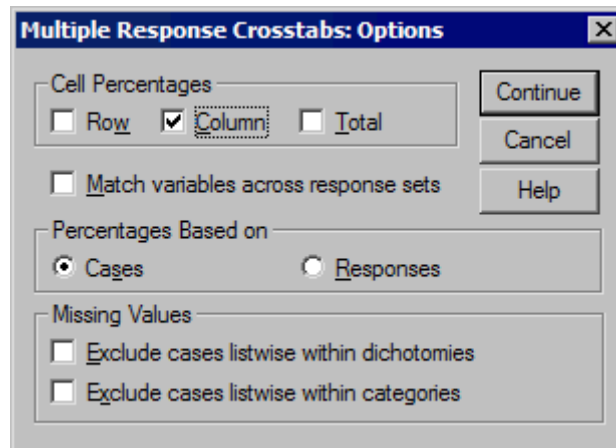 Multiple Response Crosstabs: Options
Cell Percentages
Row Column Total
Continue
Cancel
Match variables across response sets
Help
Percentages Based on
Cases Responses
Missing Values
Exclude cases listwise within dichotomies
Exclude cases listwise within categories